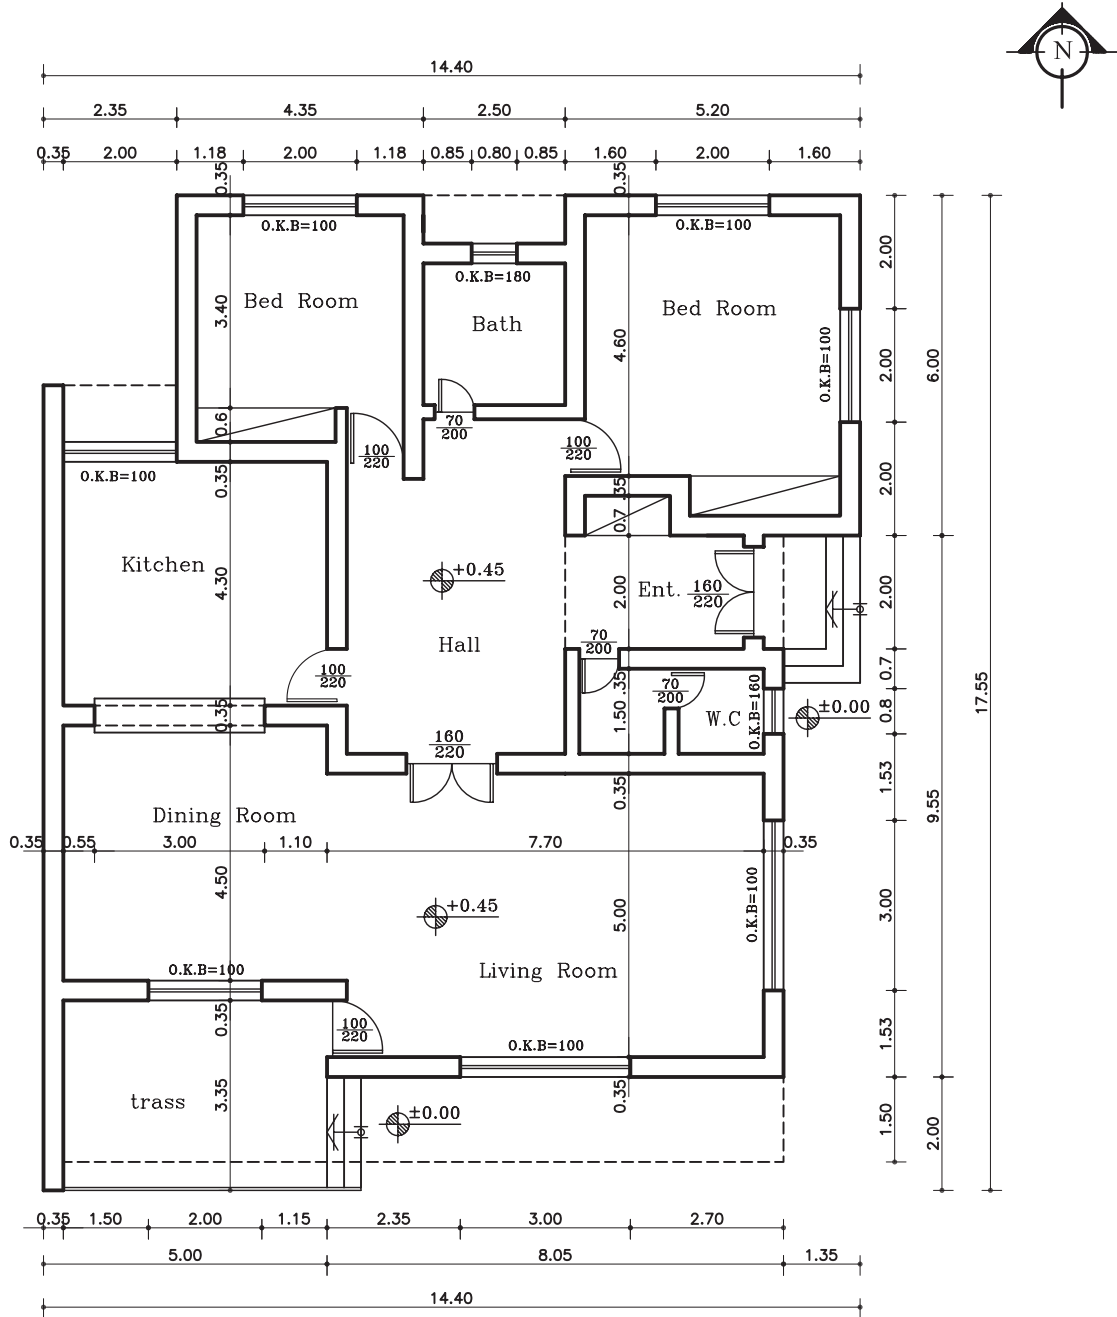 N
14.40
2.35 4.35 2.50 5.20
0.35 2.00 1.18 2.00 1.18 0.85 0.80 0.85 1.60 2.00 1.60
0.35 0.35
O.K.B=100 O.K.B=100
O.K.B=180
2.00
Bed Room
3.40
Bath
Bed Room
4.60
O.K.B=100
2.00
6.00
0.6
70
200
100
220
100
220
O.K.B=100
0.35
.35
2.00
0.7
Kitchen
4.30
+0.45
Ent.
160
220
2.00
2.00
Hall
70
200
100
220
70
200
.35
0.7
17.55
0.35
1.50
W.C
O.K.B=160
±0.00
0.8
160
220
0.35
1.53
9.55
Dining Room
0.35 0.55 3.00 1.10 7.70 0.35
4.50
+0.45
5.00
O.K.B=100
3.00
Living Room
O.K.B=100
0.35
100
220
O.K.B=100
1.53
trass
3.35
±0.00
0.35
1.50
2.00
0.35 1.50 2.00 1.15 2.35 3.00 2.70
5.00 8.05 1.35
14.40